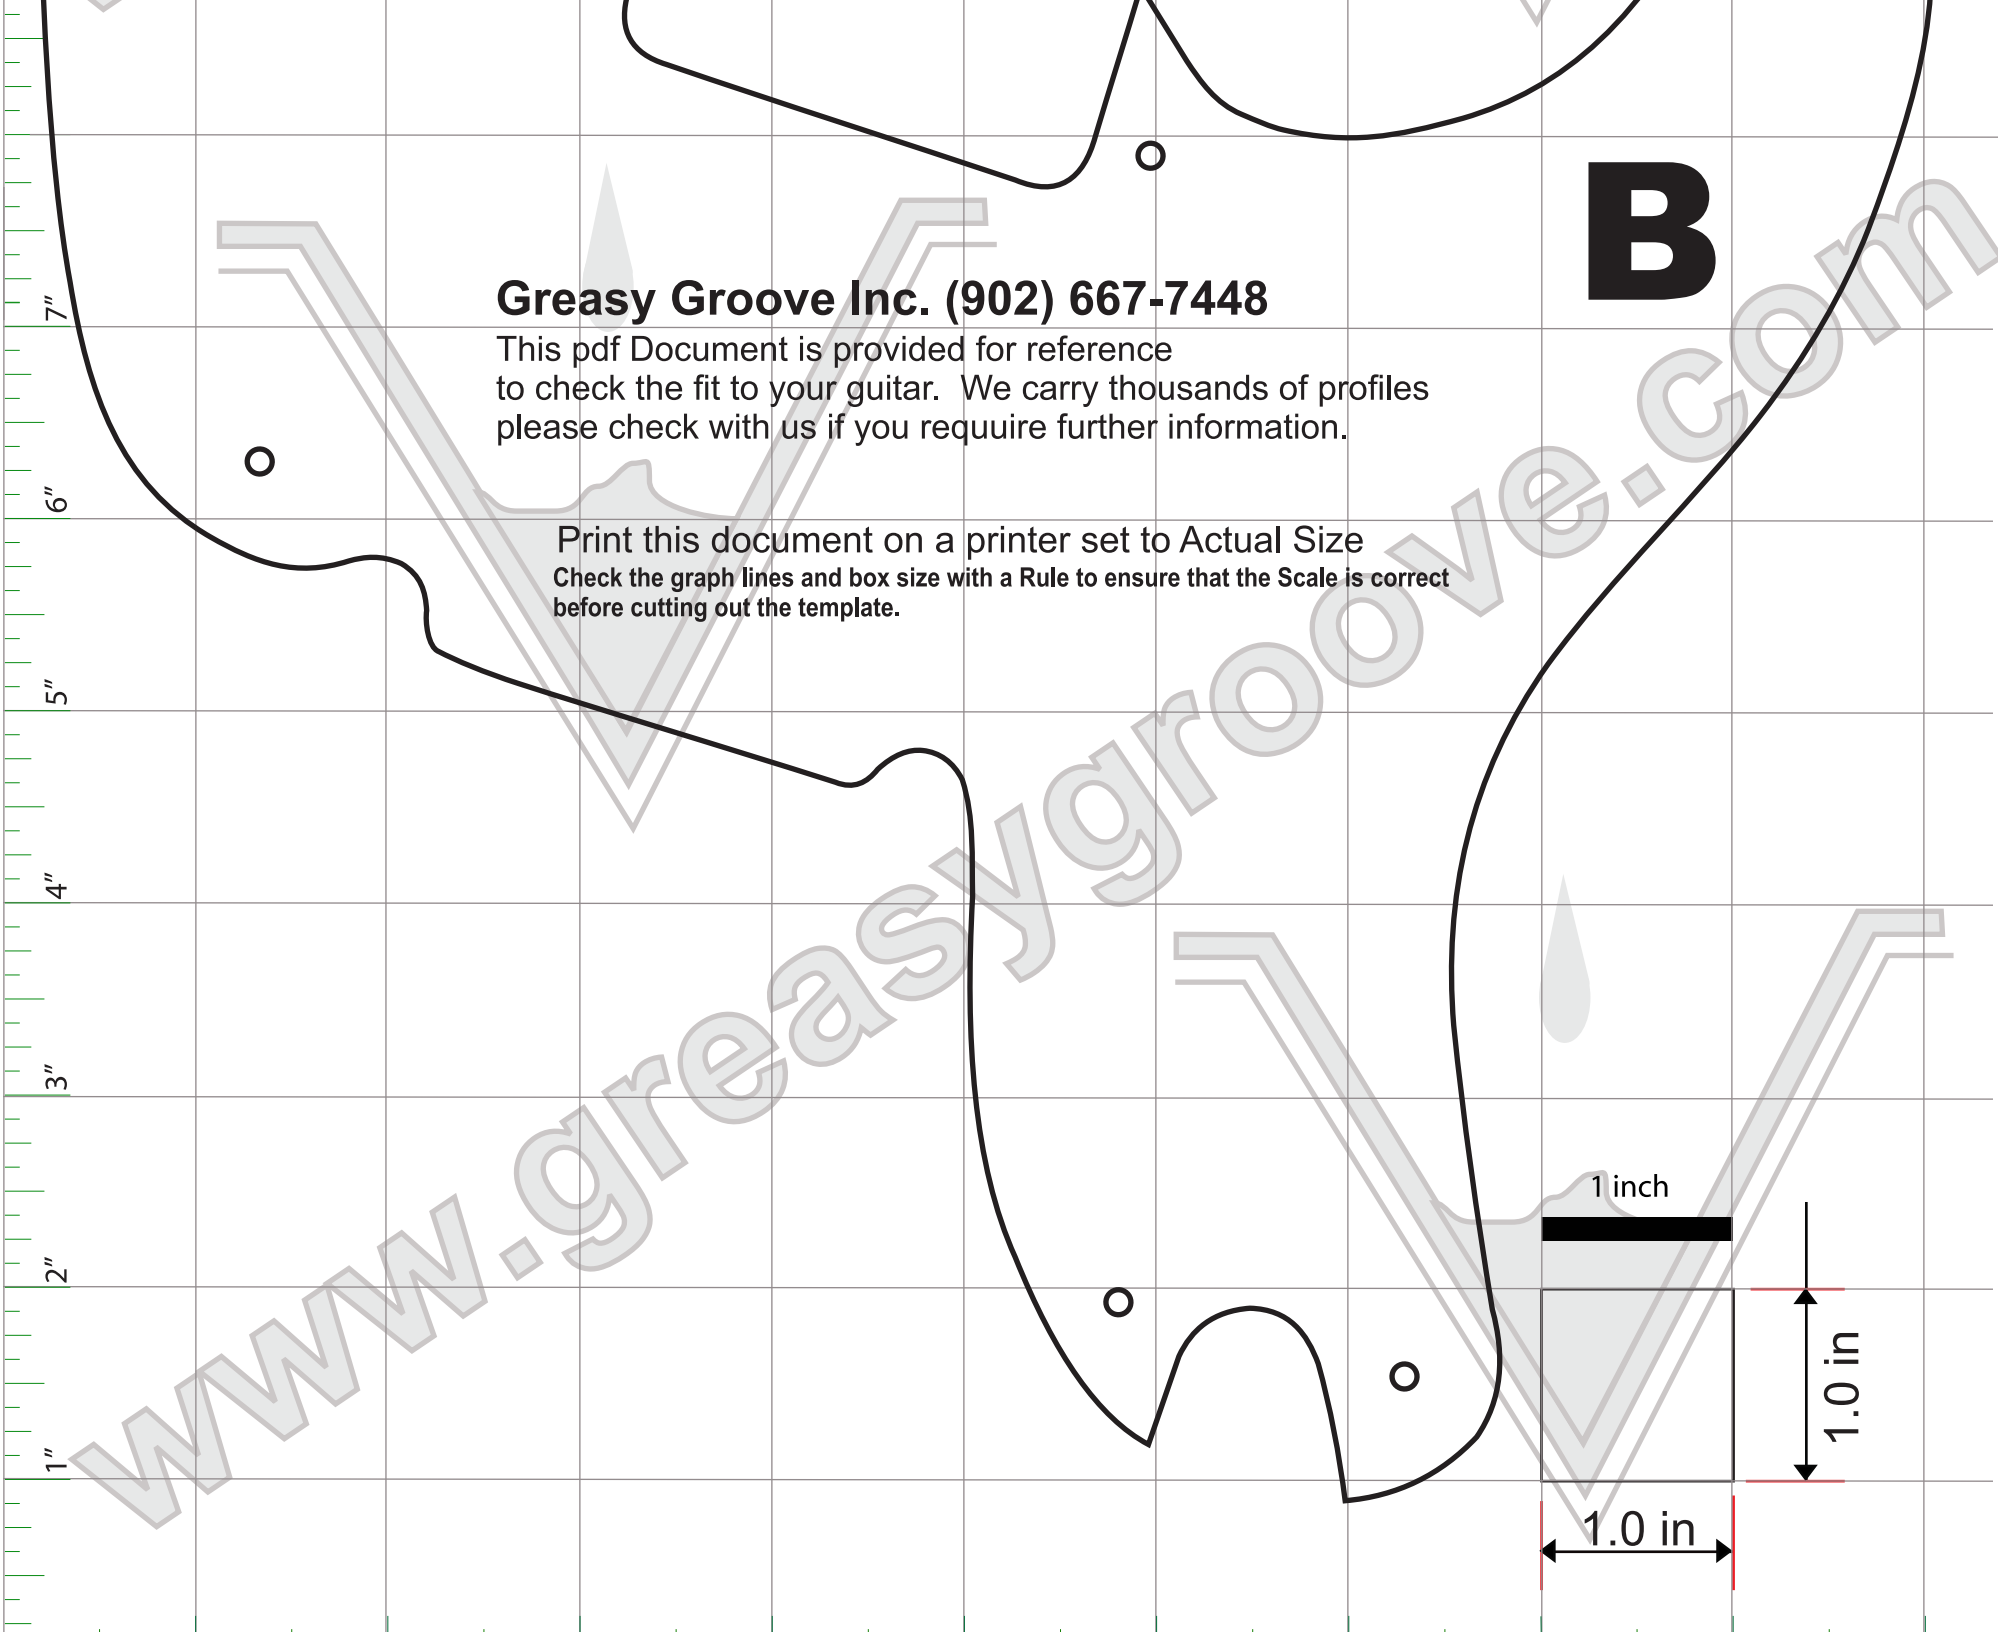 B
Greasy Groove Inc. (902) 667-7448
This pdf Document is provided for reference
to check the fit to your guitar.  We carry thousands of profiles
please check with us if you requuire further information.
Print this document on a printer set to Actual Size
Check the graph lines and box size with a Rule to ensure that the Scale is correct
before cutting out the template.
www.greasygroove.com
7"
6"
5"
4"
3"
2"
1"
1 inch
1.0 in
1.0 in